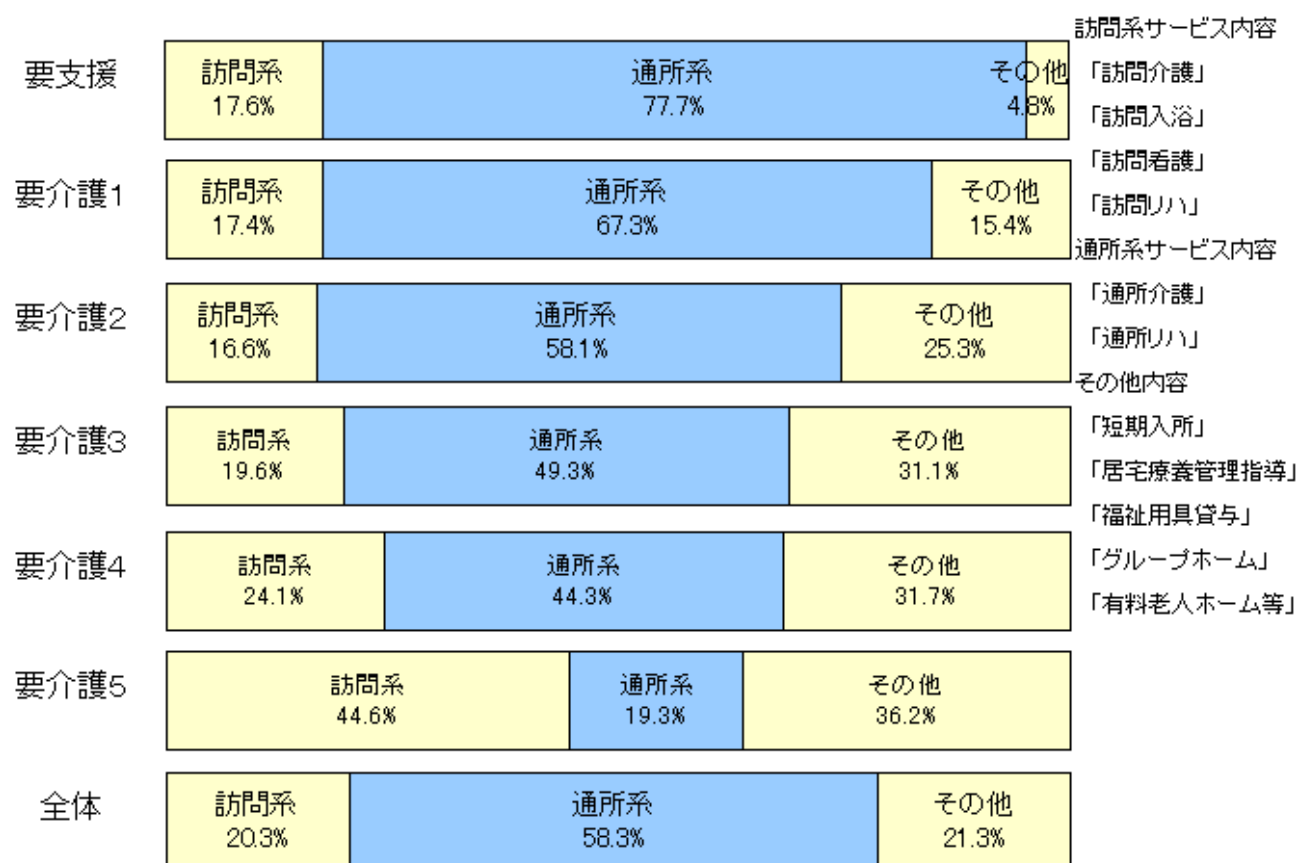 要支援
訪問系 通所系 その他
17.6% 77.7% 4.8%
要介護1
訪問系 通所系 その他
17.4% 67.3% 15.4%
要介護2
訪問系 通所系 その他
16.6% 58.1% 25.3%
要介護3
訪問系 通所系 その他
19.6% 49.3% 31.1%
要介護4
訪問系 通所系 その他
24.1% 44.3% 31.7%
要介護5
訪問系 通所系 その他
44.6% 19.3% 36.2%
全体
訪問系 通所系 その他
20.3% 58.3% 21.3%
訪問系サービス内容
「訪問介護」
「訪問入浴」
「訪問看護」
「訪問リハ」
通所系サービス内容
「通所介護」
「通所リハ」
その他内容
「短期入所」
「居宅療養管理指導」
「福祉用具貸与」
「グループホーム」
「有料老人ホーム等」